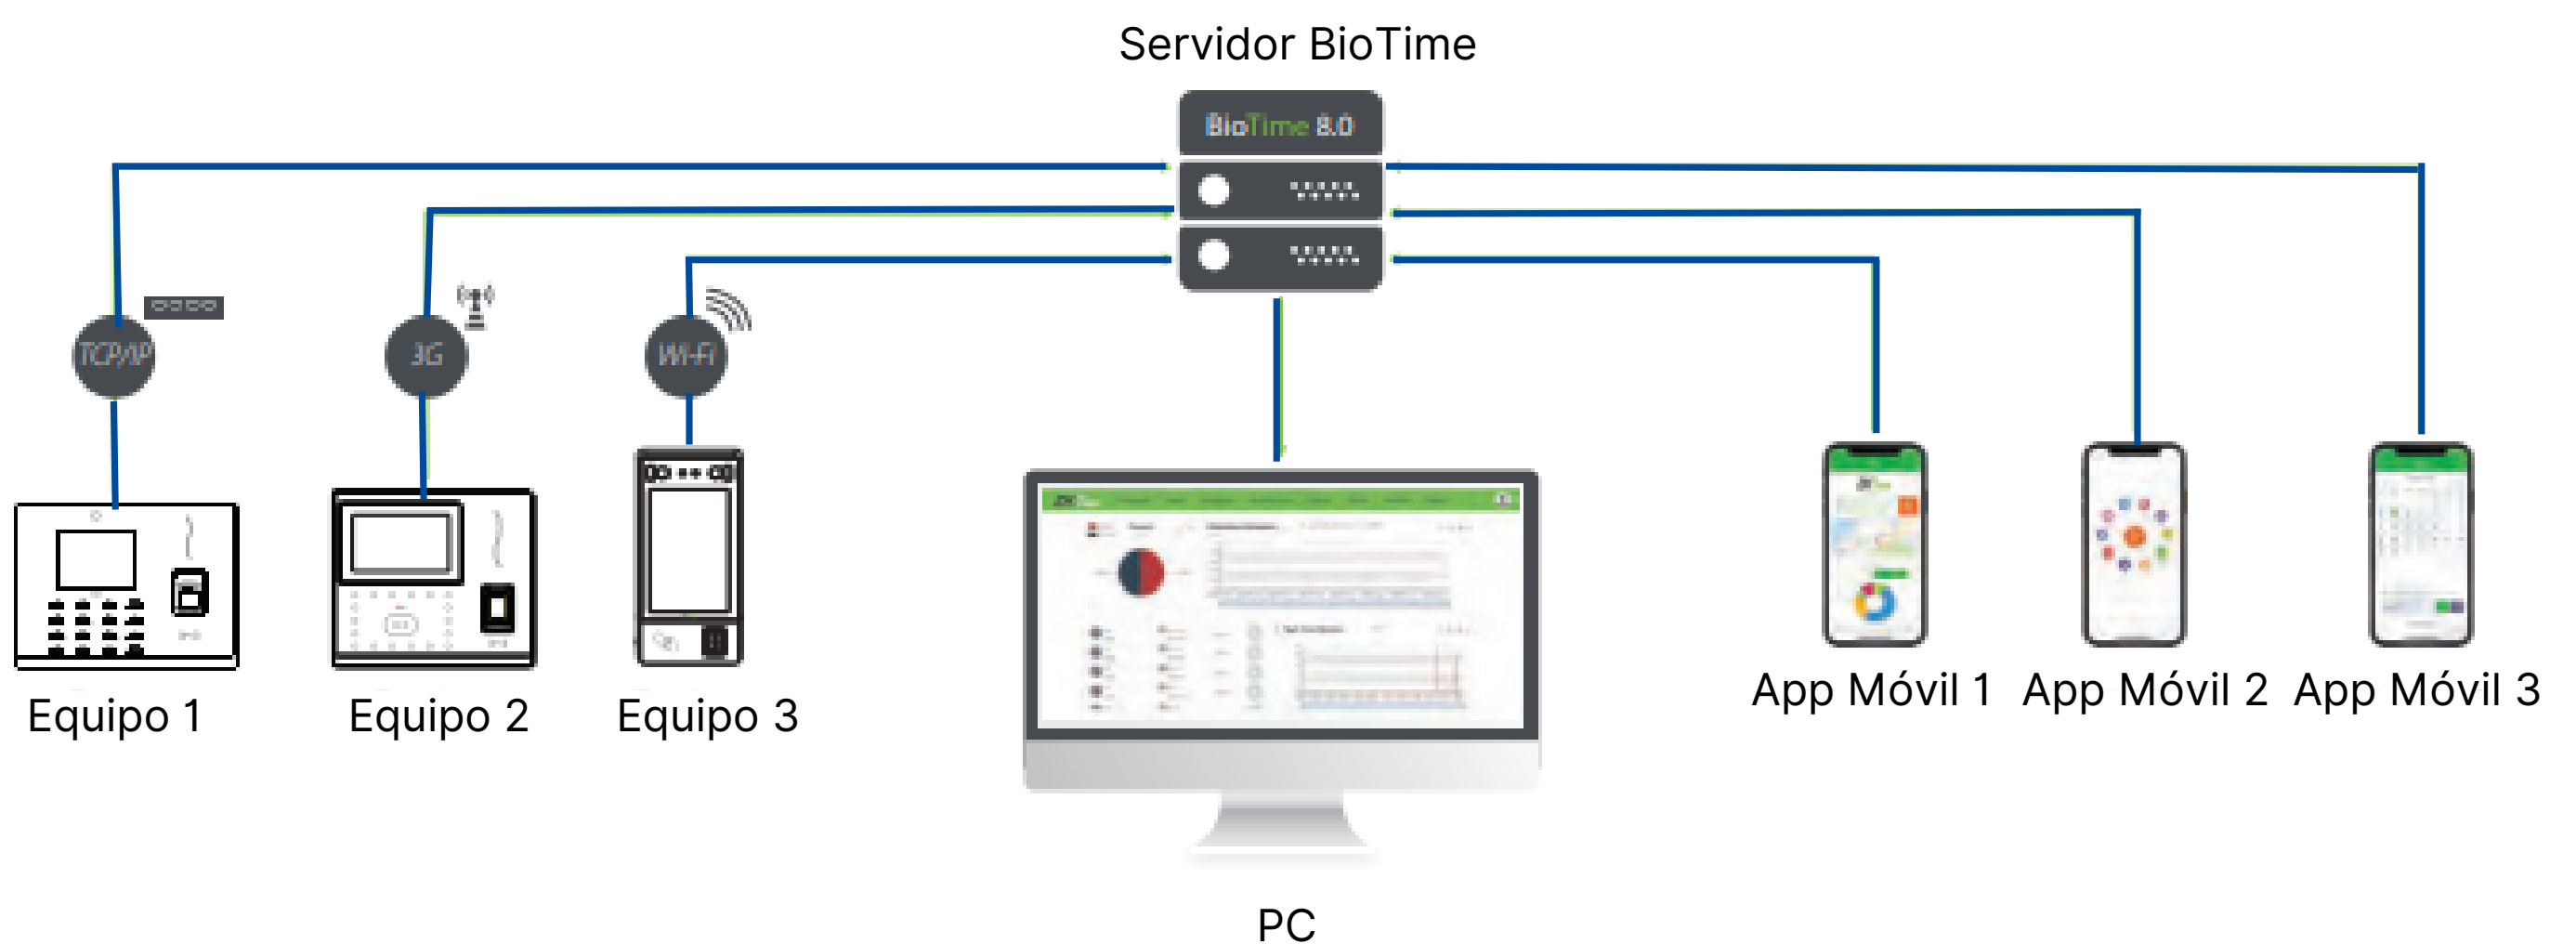 Servidor BioTime
BioTime 8.0
TCP/IP
3G
Wi-Fi
Equipo 1
Equipo 2
Equipo 3
App Móvil 1
App Móvil 2
App Móvil 3
PC